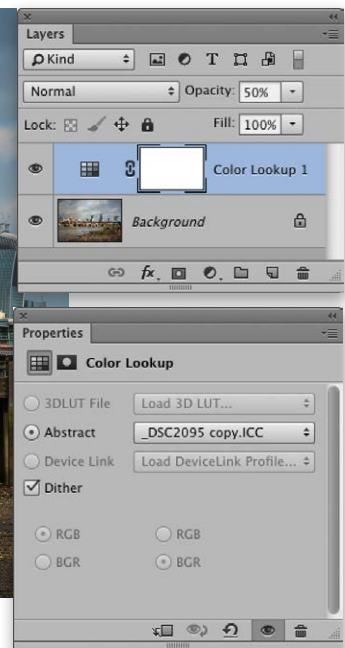 Layers
Kind
Normal Opacity: 50%
Lock: Fill: 100%
Color Lookup 1
Background
fx
Properties
Color Lookup
3DLUT File Load 3D LUT...
Abstract _DSC2095 copy.ICC
Device Link Load DeviceLink Profile...
Dither
RGB RGB
BGR BGR